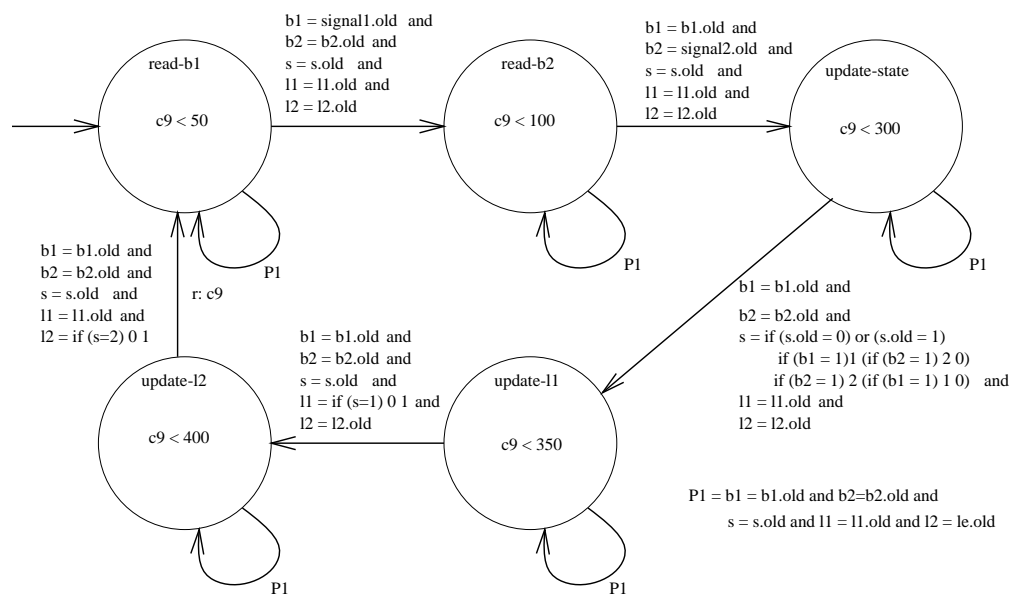 b1 = signal1.old and
b2 = b2.old and
s = s.old and
l1 = l1.old and
l2 = l2.old
b1 = b1.old and
b2 = signal2.old and
s = s.old and
l1 = l1.old and
l2 = l2.old
read-b1
c9 < 50
P1
read-b2
c9 < 100
P1
update-state
c9 < 300
P1
b1 = b1.old and
b2 = b2.old and
s = s.old and
l1 = l1.old and
l2 = if (s=2) 0 1
r: c9
b1 = b1.old and
b2 = b2.old and
s = s.old and
l1 = if (s=1) 0 1 and
l2 = l2.old
b1 = b1.old and
b2 = b2.old and
s = if (s.old = 0) or (s.old = 1)
if (b1 = 1)1 (if (b2 = 1) 2 0)
if (b2 = 1) 2 (if (b1 = 1) 1 0) and
l1 = l1.old and
l2 = l2.old
update-l2
c9 < 400
P1
update-l1
c9 < 350
P1
P1 = b1 = b1.old and b2=b2.old and
s = s.old and l1 = l1.old and l2 = le.old